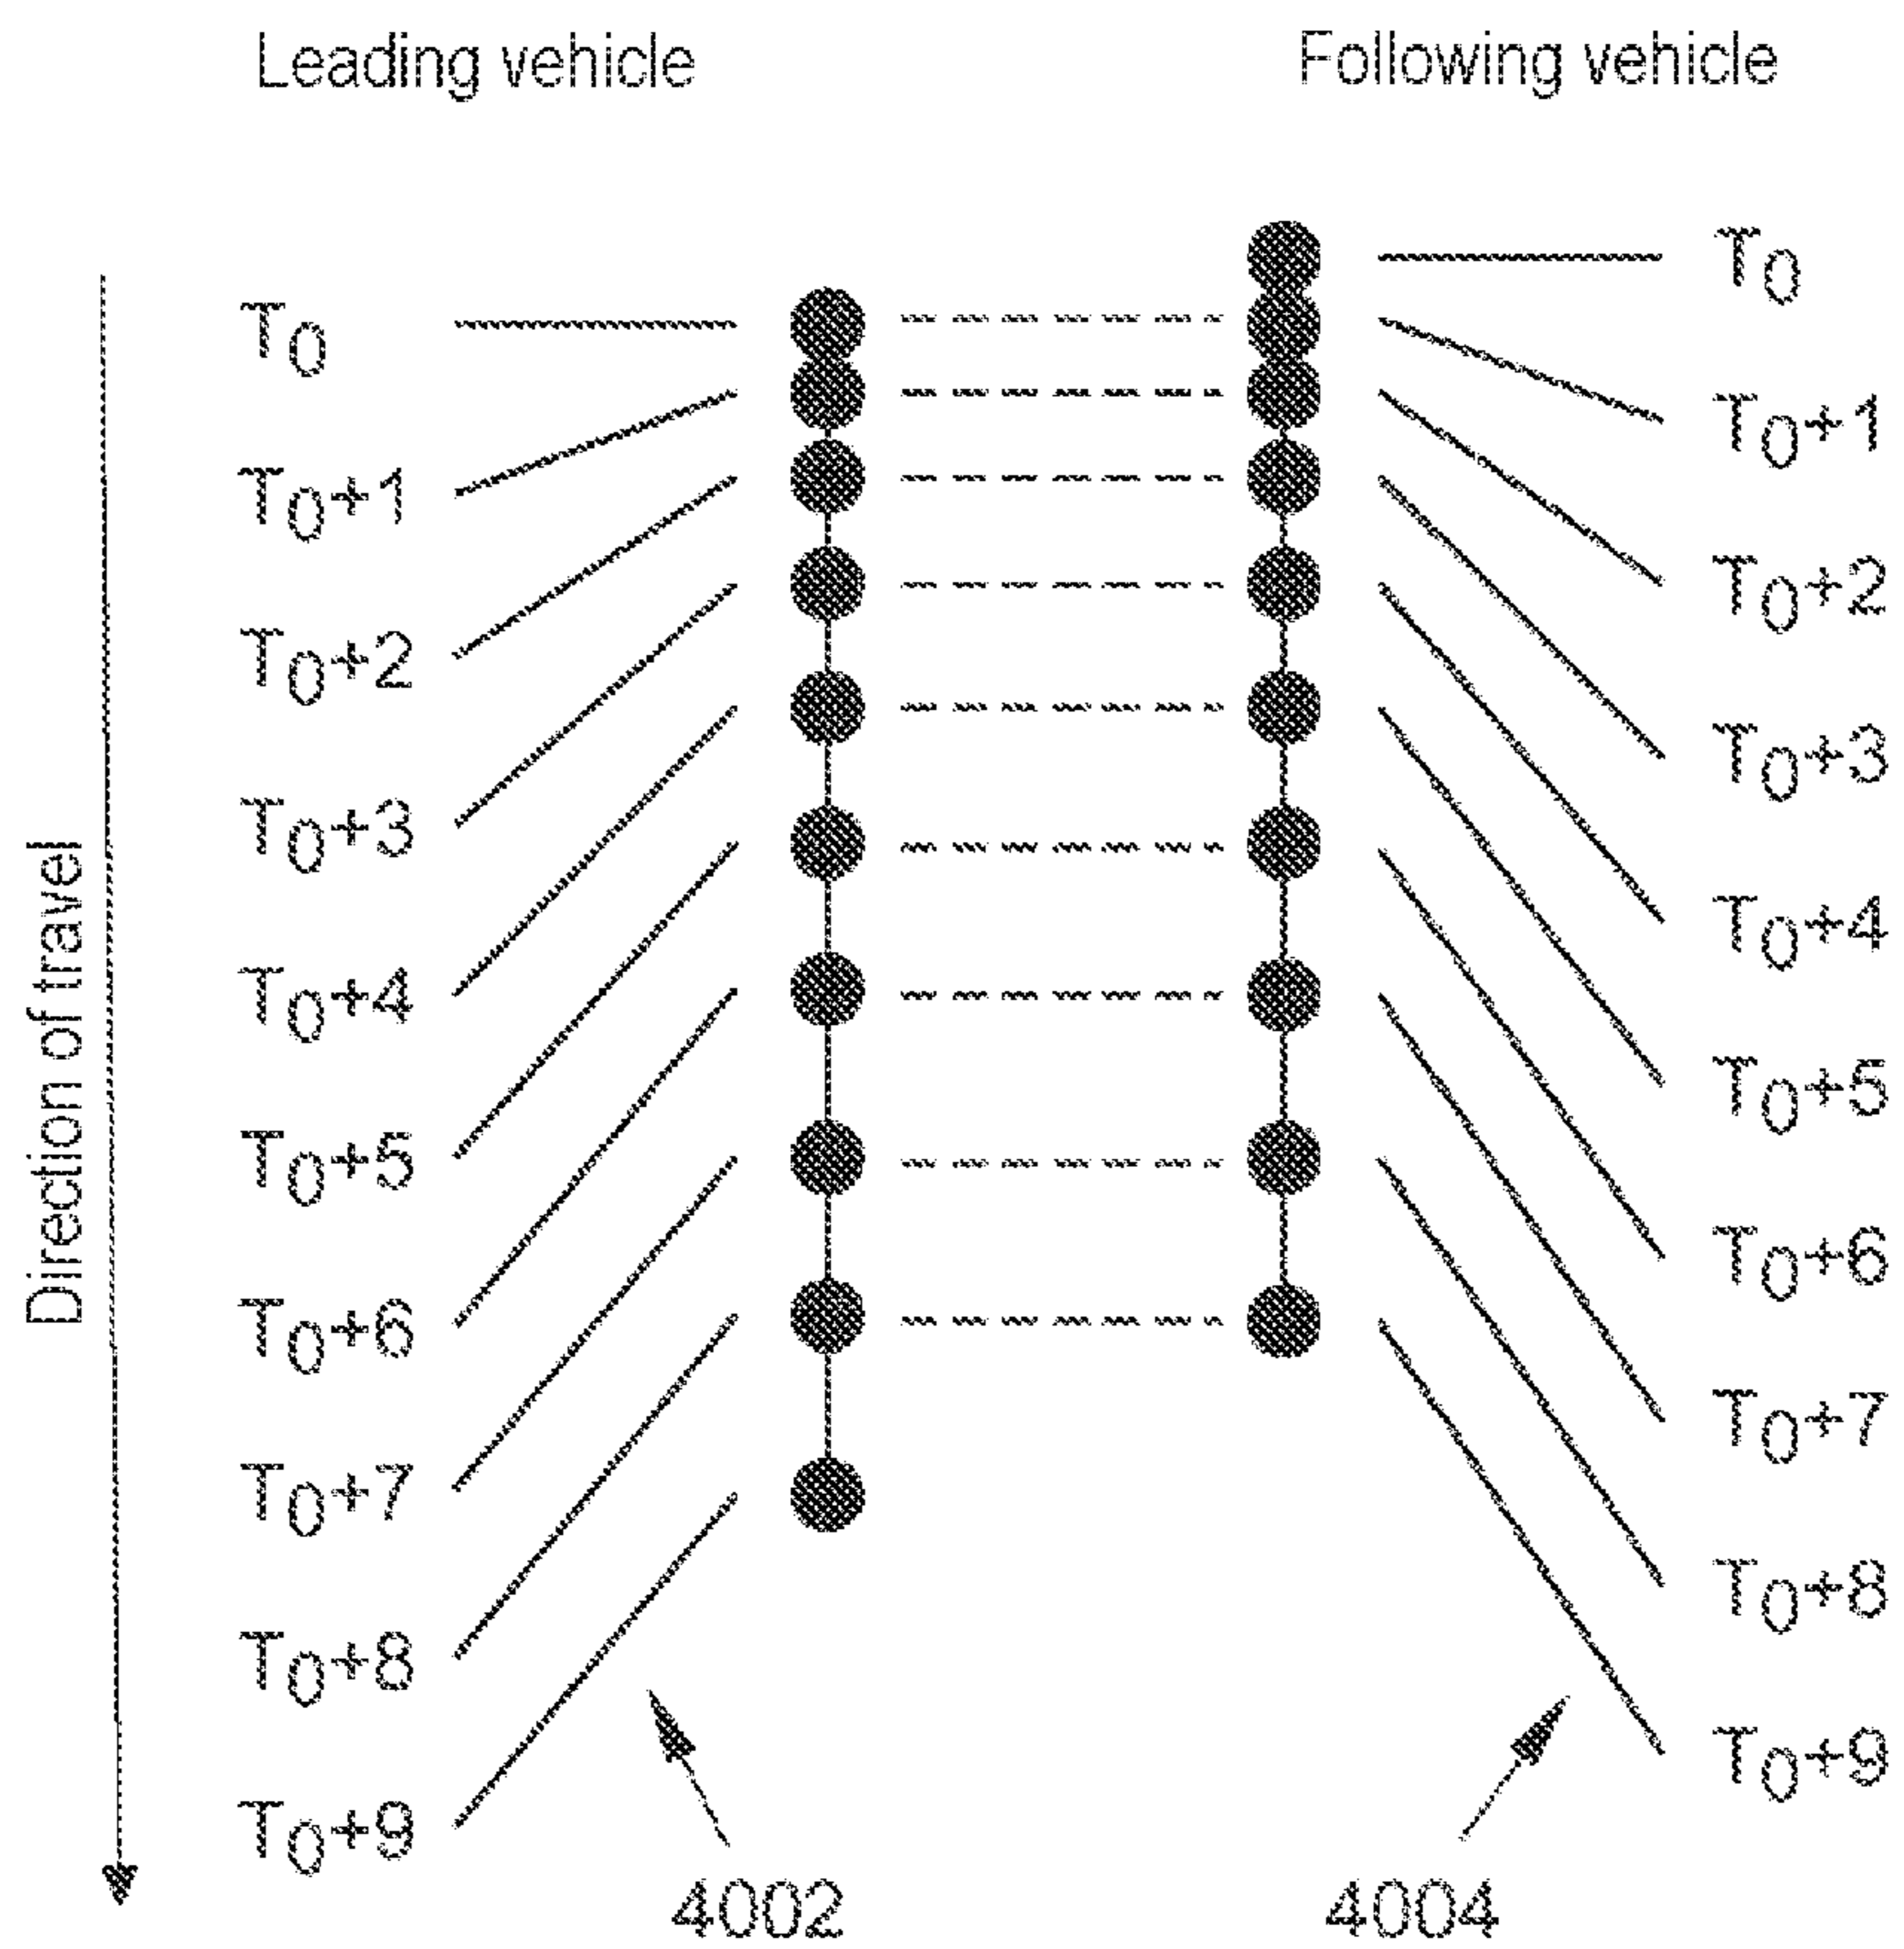 Leading vehicle
Following vehicle
Direction of travel
T0
T0+1
T0+2
T0+3
T0+4
T0+5
T0+6
T0+7
T0+8
T0+9
T0
T0+1
T0+2
T0+3
T0+4
T0+5
T0+6
T0+7
T0+8
T0+9
4002
4004